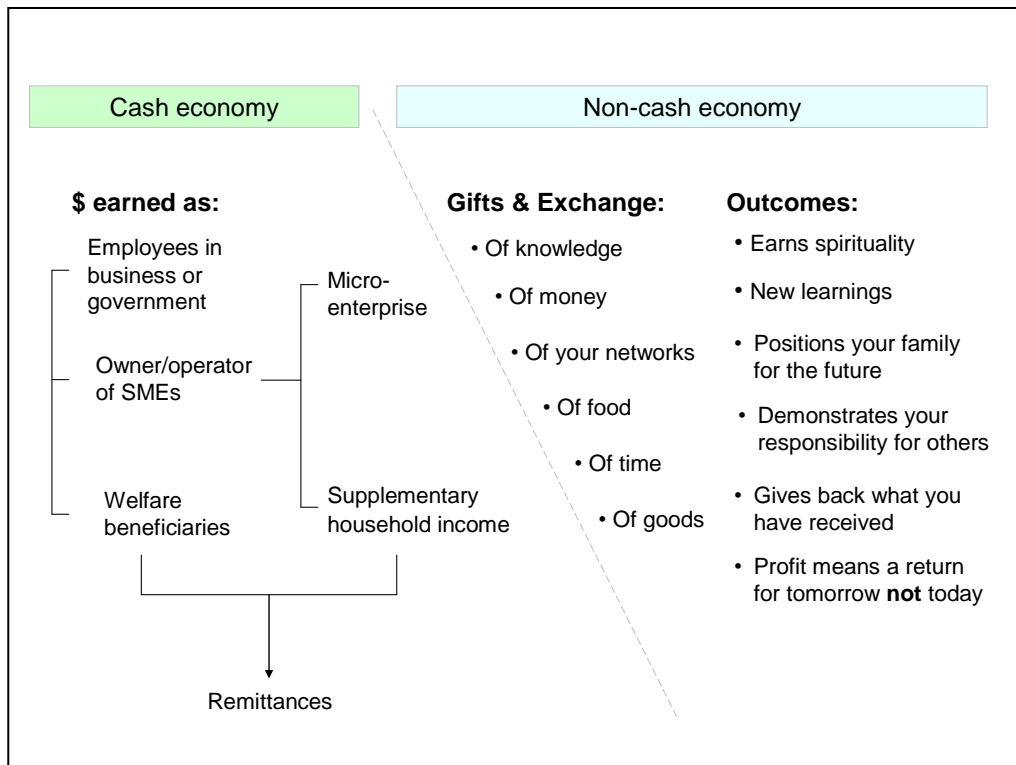 Cash economy
Non-cash economy
$ earned as:
Employees in
business or
government
Owner/operator
of SMEs
Welfare
beneficiaries
Micro-
enterprise
Supplementary
household income
Remittances
Gifts & Exchange:
• Of knowledge
• Of money
• Of your networks
• Of food
• Of time
• Of goods
Outcomes:
• Earns spirituality
• New learnings
• Positions your family
for the future
• Demonstrates your
responsibility for others
• Gives back what you
have received
• Profit means a return
for tomorrow not today